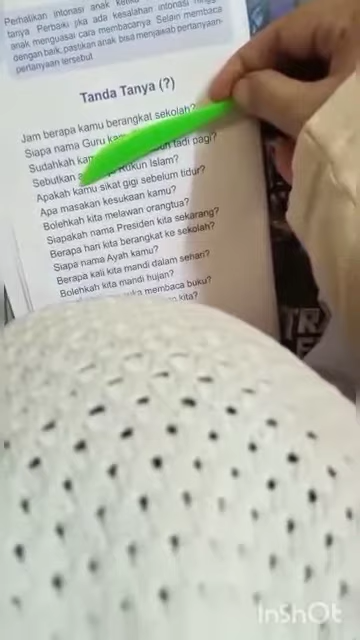 Perhatikan intonasi anak
tanya. Perbaiki jika ada kesalahan intonasi
anak menguasai cara membacanya. Selain membaca
dengan baik, pastikan anak bisa menjawab pertanyaan-
pertanyaan tersebut
Tanda Tanya (?)
Jam berapa kamu berangkat sekolah?
Siapa nama Guru
Sudahkah tadi pagi?
Sebutkan Rukun Islam?
Apakah kamu sikat gigi sebelum tidur?
Apa masakan kesukaan kamu?
Bolehkah kita melawan orangtua?
Siapakah nama Presiden kita sekarang?
Berapa hari kita berangkat ke sekolah?
Siapa nama Ayah kamu?
Berapa kali kita mandi dalam sehari?
Bolehkah kita mandi hujan?
membaca buku?
kita?
InShOt